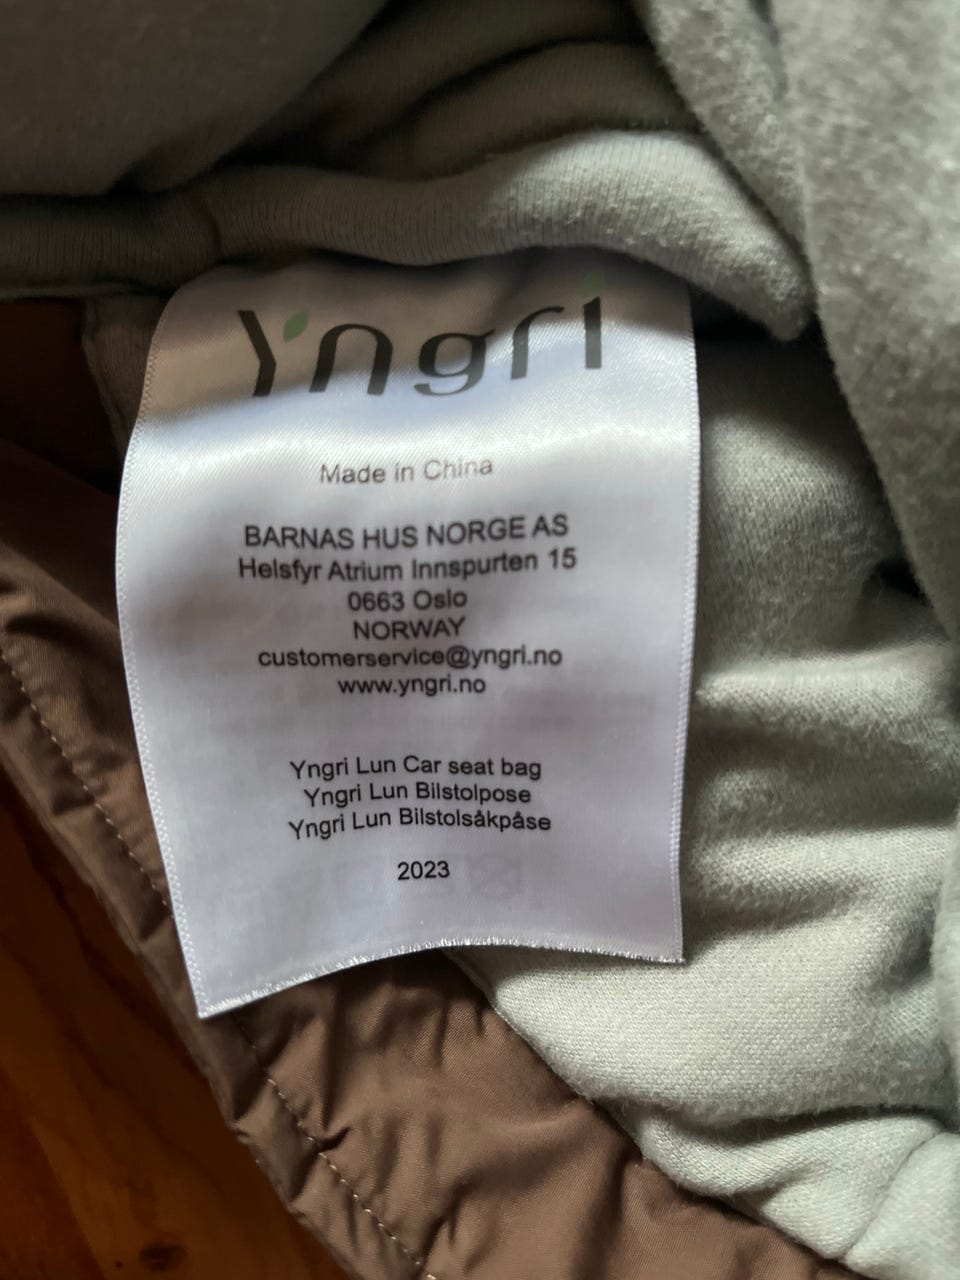 Yngri
Made in China
BARNAS HUS NORGE AS
Helsfyr Atrium Innspurten 15
0663 Oslo
NORWAY
customerservice@yngri.no
www.yngri.no
Yngri Lun Car seat bag
Yngri Lun Bilstolpose
Yngri Lun Bilstolsåkpåse
2023